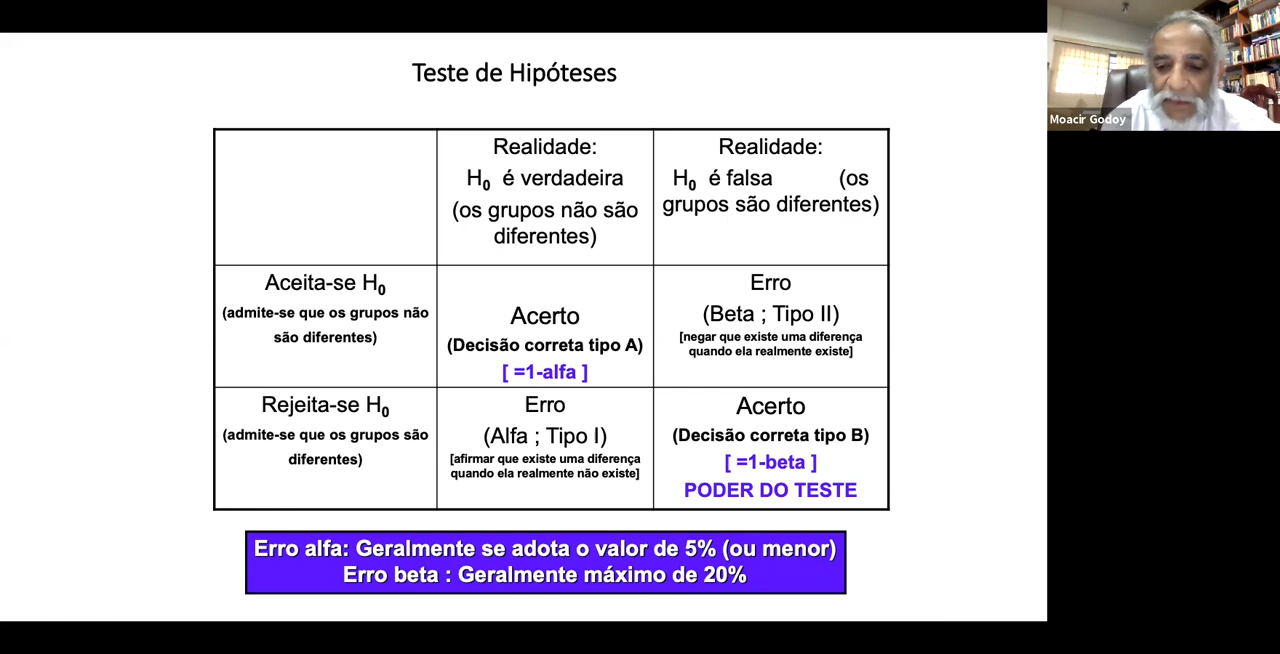 Teste de Hipóteses
Moacir Godoy
Realidade:
H0 é verdadeira
(os grupos não são
diferentes)
Realidade:
H0 é falsa (os
grupos são diferentes)
Aceita-se H0
(admite-se que os grupos não
são diferentes)
Acerto
(Decisão correta tipo A)
[ =1-alfa ]
Erro
(Beta ; Tipo II)
[negar que existe uma diferença
quando ela realmente existe]
Rejeita-se H0
(admite-se que os grupos são
diferentes)
Erro
(Alfa ; Tipo I)
[afirmar que existe uma diferença
quando ela realmente não existe]
Acerto
(Decisão correta tipo B)
[ =1-beta ]
PODER DO TESTE
Erro alfa: Geralmente se adota o valor de 5% (ou menor)
Erro beta : Geralmente máximo de 20%